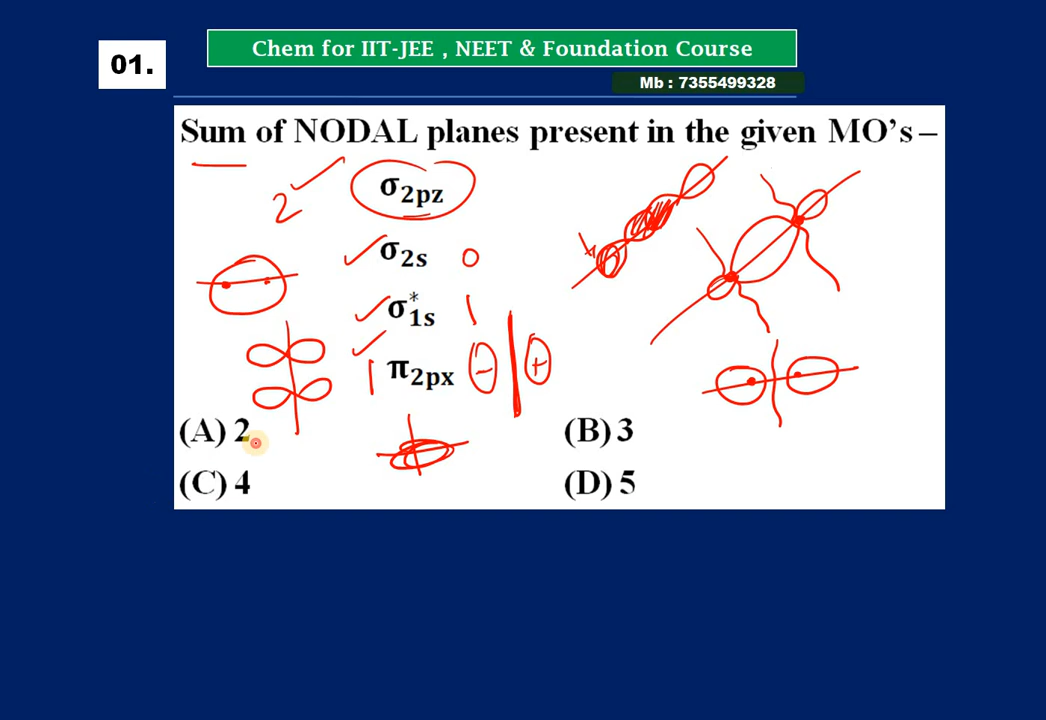 01.
Chem for IIT-JEE , NEET & Foundation Course
Mb : 7355499328
Sum of NODAL planes present in the given MO's –
2 σ2pz
σ2s 0
σ*1s 1
1 π2px - +
(A) 2
(B) 3
(C) 4
(D) 5